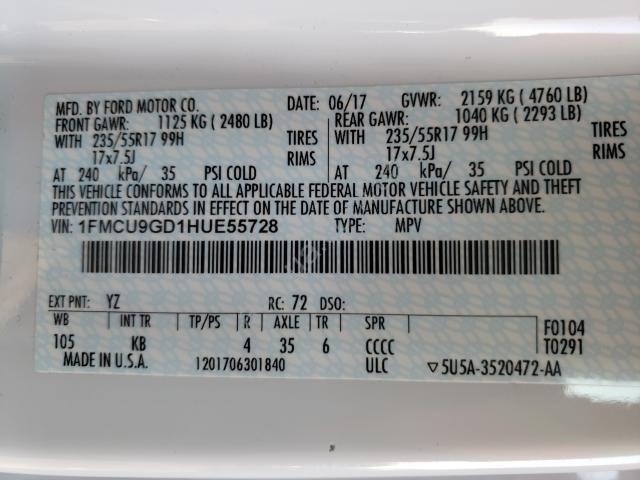 MFD. BY FORD MOTOR CO. DATE: 06/17 GVWR: 2159 KG ( 4760 LB)
FRONT GAWR: 1125 KG ( 2480 LB) REAR GAWR: 1040 KG ( 2293 LB)
WITH 235/55R17 99H TIRES WITH 235/55R17 99H TIRES
17x7.5J RIMS 17x7.5J RIMS
AT 240 kPa/ 35 PSI COLD AT 240 kPa/ 35 PSI COLD
THIS VEHICLE CONFORMS TO ALL APPLICABLE FEDERAL MOTOR VEHICLE SAFETY AND THEFT
PREVENTION STANDARDS IN EFFECT ON THE DATE OF MANUFACTURE SHOWN ABOVE.
VIN: 1FMCU9GD1HUE55728 TYPE: MPV
EXT PNT: YZ RC: 72 DSO:
WB INT TR TP/PS R AXLE TR SPR F0104
105 KB 4 35 6 CCCC T0291
MADE IN U.S.A. 1201706301840 ULC ▽5U5A-3520472-AA